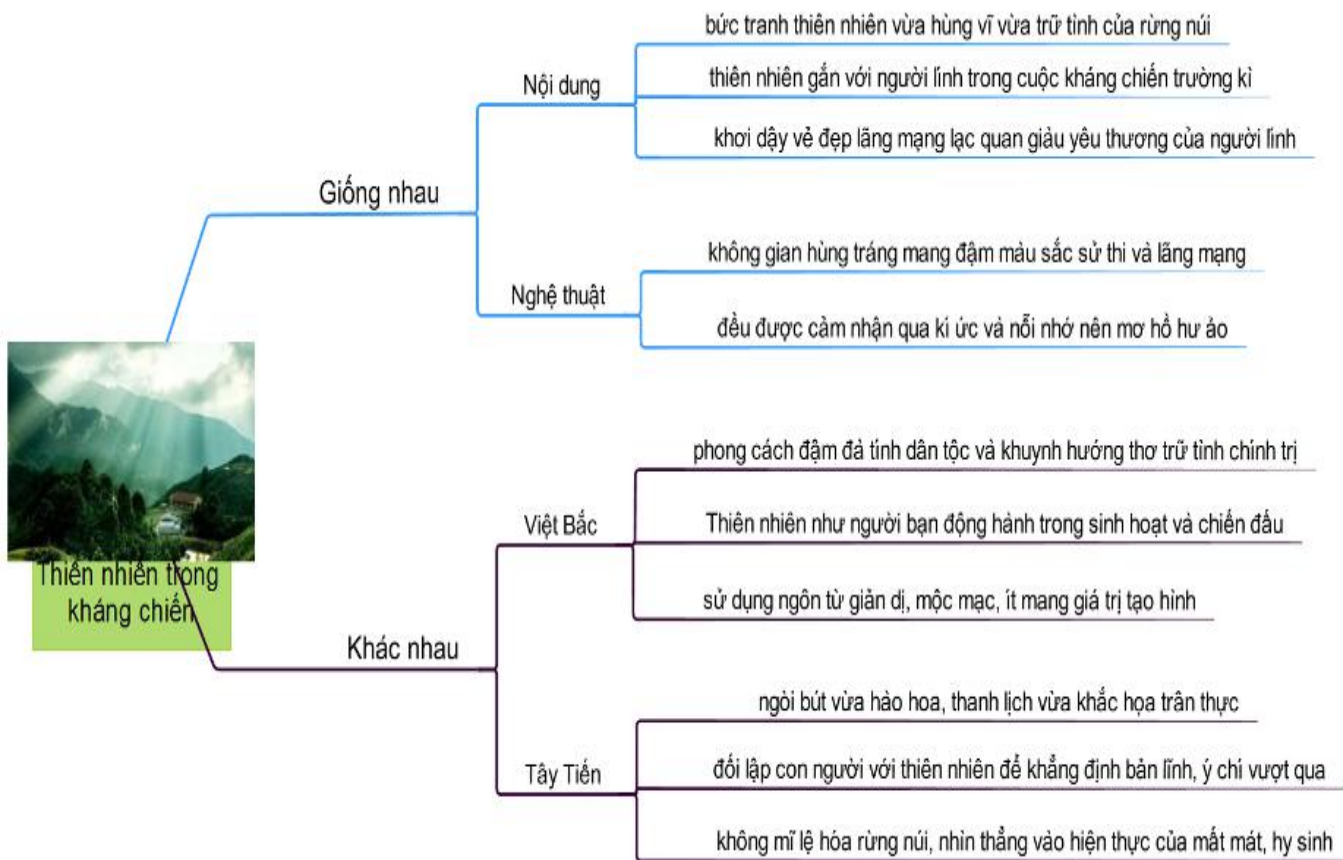 bức tranh thiên nhiên vừa hùng vĩ vừa trữ tình của rừng núi
Nội dung
thiên nhiên gắn với người lính trong cuộc kháng chiến trường kì
khơi dậy vẻ đẹp lãng mạng lạc quan giàu yêu thương của người lính
Giống nhau
không gian hùng tráng mang đậm màu sắc sử thi và lãng mạng
Nghệ thuật
đều được cảm nhận qua kí ức và nỗi nhớ nên mơ hồ hư ảo
Thiên nhiên trong
kháng chiến
phong cách đậm đà tính dân tộc và khuynh hướng thơ trữ tình chính trị
Việt Bắc
Thiên nhiên như người bạn động hành trong sinh hoạt và chiến đấu
sử dụng ngôn từ giản dị, mộc mạc, ít mang giá trị tạo hình
Khác nhau
ngòi bút vừa hào hoa, thanh lịch vừa khắc họa trân thực
Tây Tiến
đối lập con người với thiên nhiên để khẳng định bản lĩnh, ý chí vượt qua
không mĩ lệ hóa rừng núi, nhìn thẳng vào hiện thực của mất mát, hy sinh